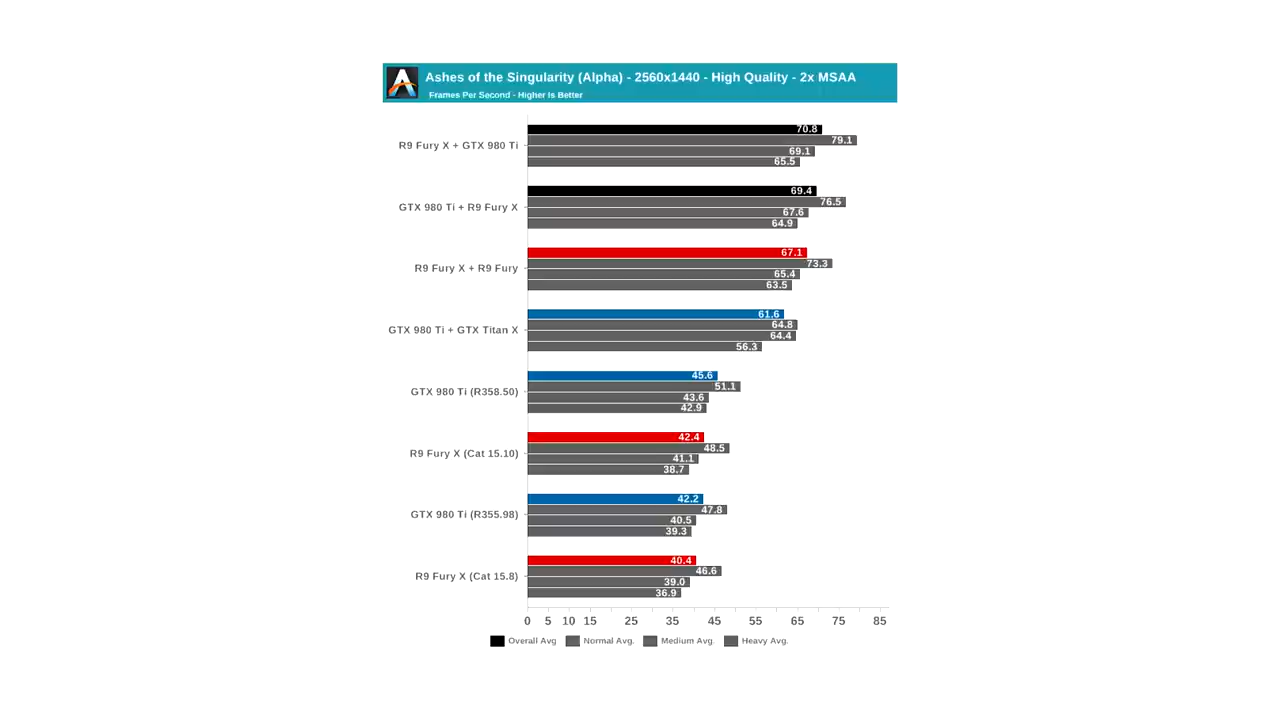 Ashes of the Singularity (Alpha) - 2560x1440 - High Quality - 2x MSAA
Frames Per Second - Higher Is Better
R9 Fury X + GTX 980 Ti
70.8
79.1
69.1
65.5
GTX 980 Ti + R9 Fury X
69.4
76.5
67.6
64.9
R9 Fury X + R9 Fury
67.1
73.3
65.4
63.5
GTX 980 Ti + GTX Titan X
61.6
64.8
64.4
56.3
GTX 980 Ti (R358.50)
45.6
51.1
43.6
42.9
R9 Fury X (Cat 15.10)
42.4
48.5
41.1
38.7
GTX 980 Ti (R355.98)
42.2
47.8
40.5
39.3
R9 Fury X (Cat 15.8)
40.4
46.6
39.0
36.9
0 5 10 15 25 35 45 55 65 75 85
Overall Avg Normal Avg. Medium Avg. Heavy Avg.